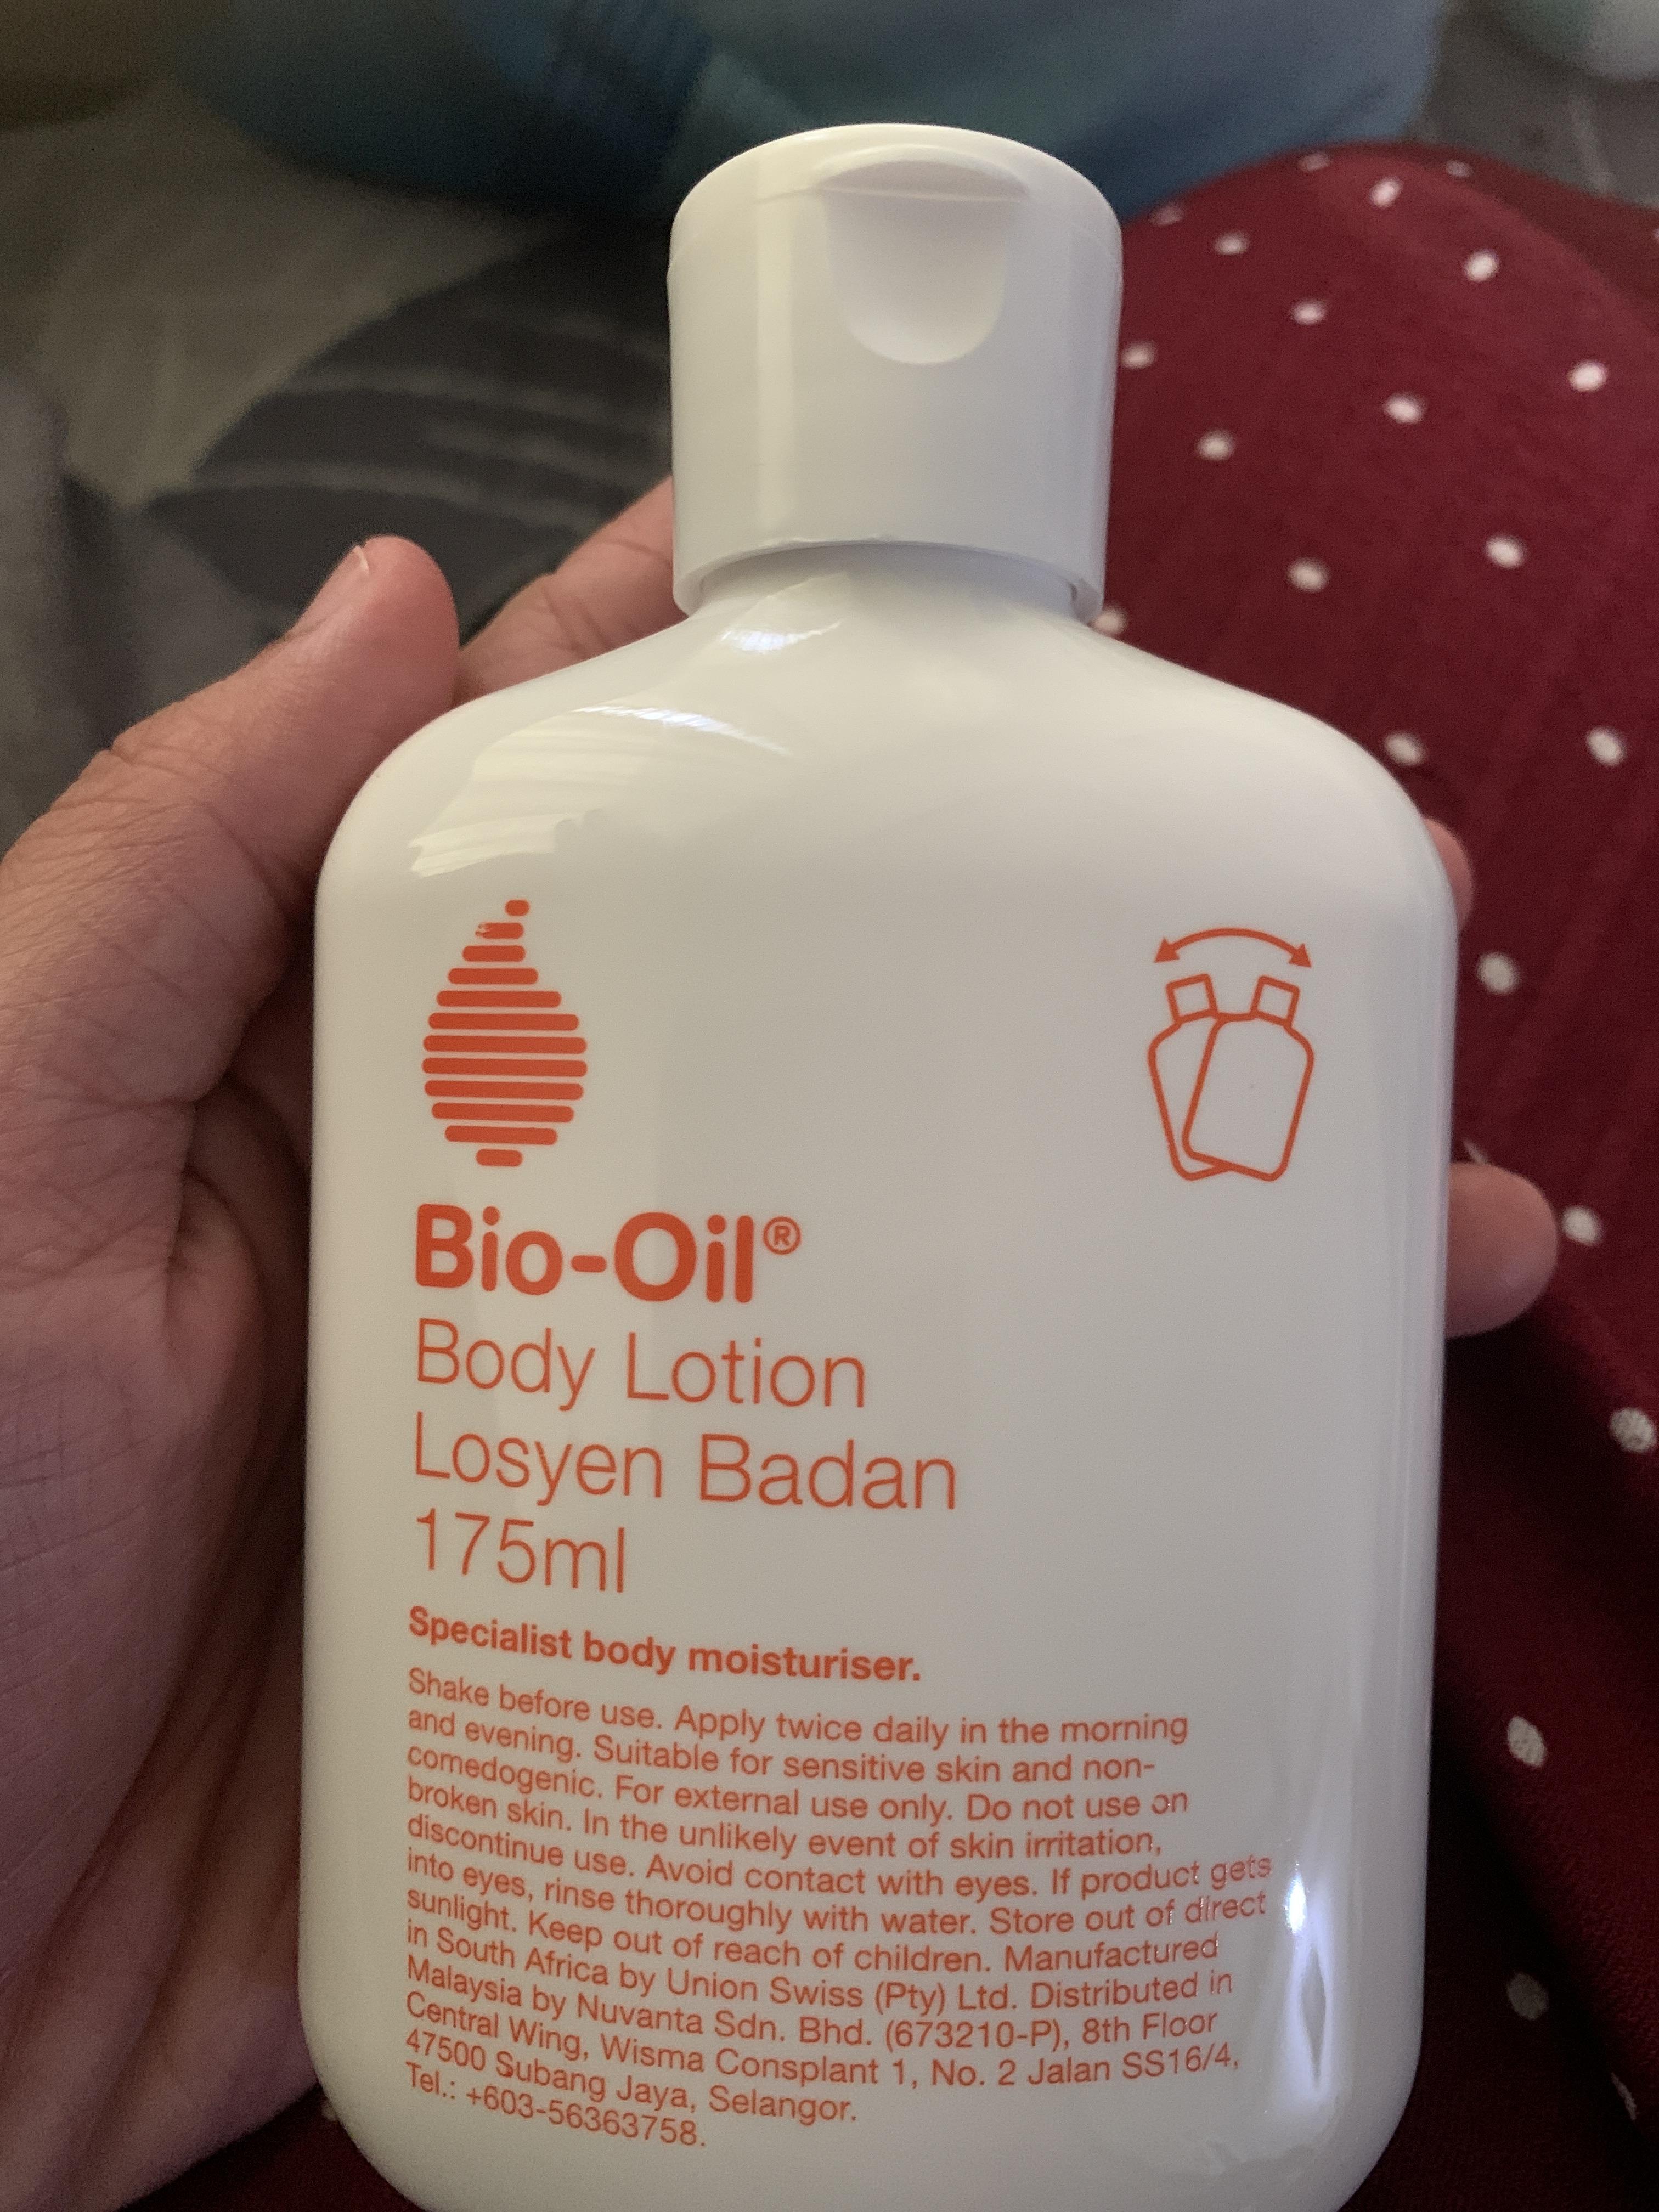 Bio-Oil®
Body Lotion
Losyen Badan
175ml
Specialist body moisturiser.
Shake before use. Apply twice daily in the morning
and evening. Suitable for sensitive skin and non-
comedogenic. For external use only. Do not use on
broken skin. In the unlikely event of skin irritation,
discontinue use. Avoid contact with eyes. If product gets
into eyes, rinse thoroughly with water. Store out of direct
sunlight. Keep out of reach of children. Manufactured
in South Africa by Union Swiss (Pty) Ltd. Distributed in
Malaysia by Nuvanta Sdn. Bhd. (673210-P), 8th Floor
Central Wing, Wisma Consplant 1, No. 2 Jalan SS16/4,
47500 Subang Jaya, Selangor.
Tel.: +603-56363758.